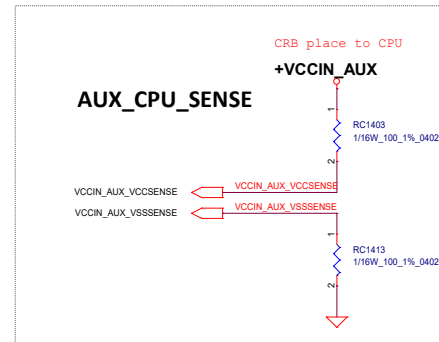 CRB place to CPU
+VCCIN_AUX
AUX_CPU_SENSE
1
RC1403
1/16W_100_1%_0402
2
VCCIN_AUX_VCCSENSE VCCIN_AUX_VCCSENSE
VCCIN_AUX_VSSSENSE VCCIN_AUX_VSSSENSE
1
RC1413
1/16W_100_1%_0402
2